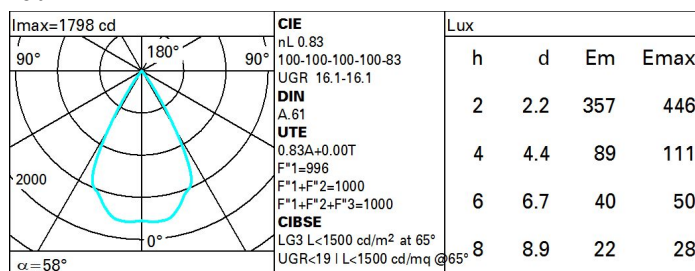 Imax=1798 cd
90° 180° 90°
2000
0°
α=58°
CIE
nL 0.83
100-100-100-100-83
UGR 16.1-16.1
DIN
A.61
UTE
0.83A+0.00T
F"1=996
F"1+F"2=1000
F"1+F"2+F"3=1000
CIBSE
LG3 L<1500 cd/m² at 65°
UGR<19 | L<1500 cd/mq @65°
Lux
h d Em Emax
2 2.2 357 446
4 4.4 89 111
6 6.7 40 50
8 8.9 22 28